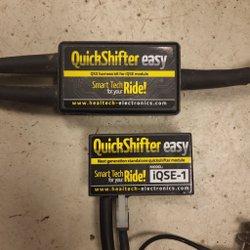 QuickShifter easy
QSE harness kit for iQSE module
Smart Tech
for your
Ride!
www.healtech-electronics.com
QuickShifter easy
Next generation standalone quickshifter module
Smart Tech
for your
Ride!
MODEL:
iQSE-1
www.healtech-electronics.com